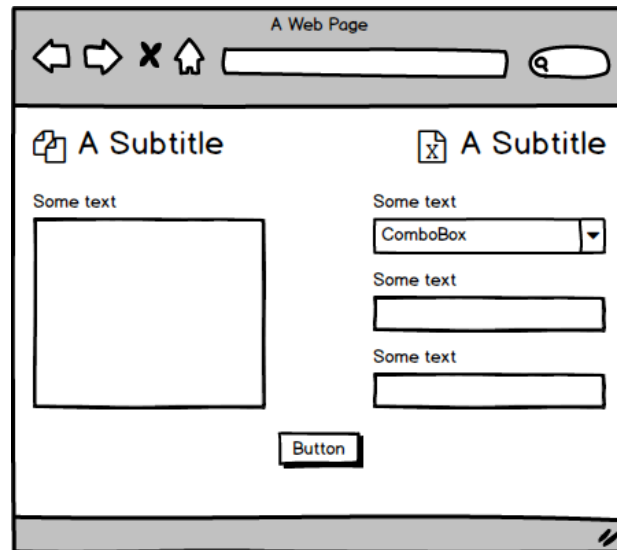 A Web Page
A Subtitle
Some text
X
A Subtitle
Some text
ComboBox
Some text
Some text
Button